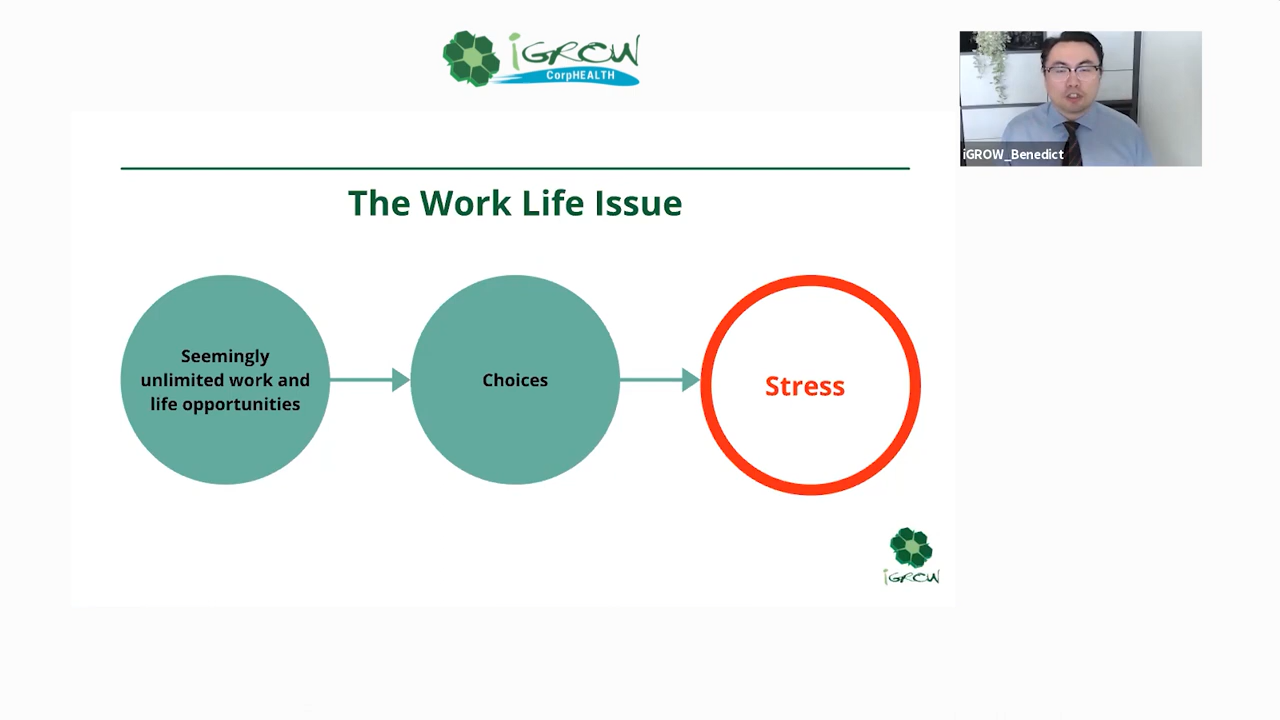 iGROW
CorpHEALTH
iGROW_Benedict
The Work Life Issue
Seemingly
unlimited work and
life opportunities
Choices
Stress
iGROW